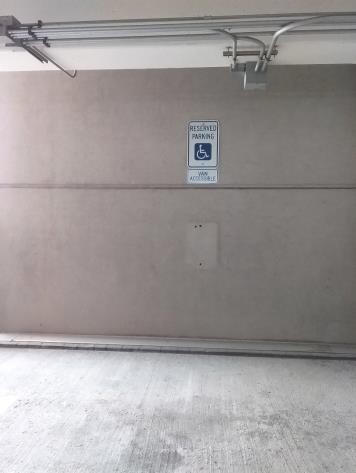 RESERVED
PARKING
VAN
ACCESSIBLE